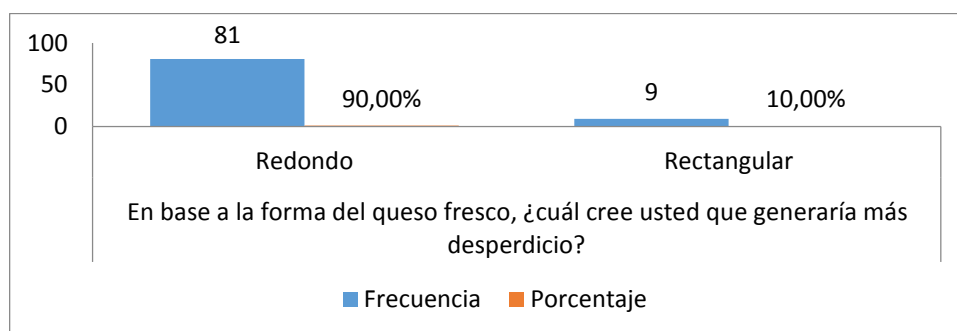 100
50
0
81
90,00%
9
10,00%
Redondo
Rectangular
En base a la forma del queso fresco, ¿cuál cree usted que generaría más
desperdicio?
Frecuencia
Porcentaje